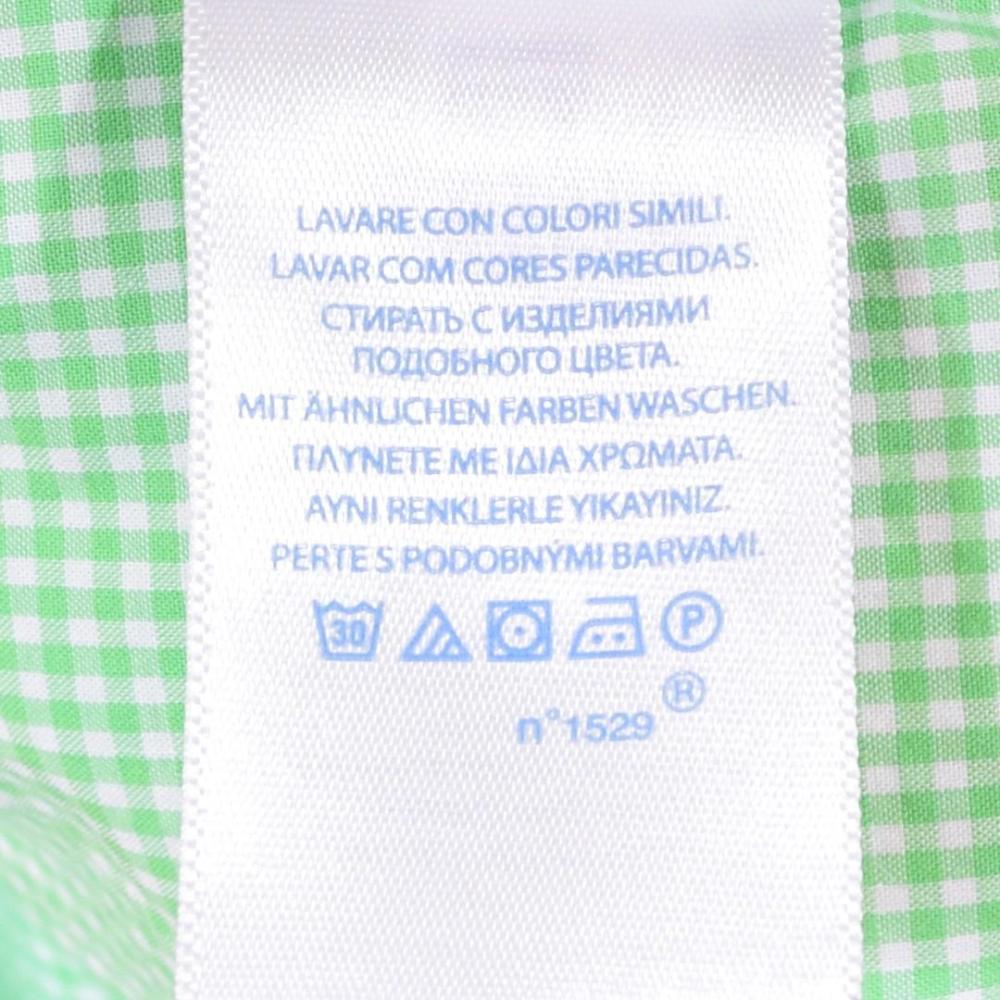 LAVARE CON COLORI SIMILI.
LAVAR COM CORES PARECIDAS.
СТИРАТЬ С ИЗДЕЛИЯМИ
ПОДОБНОГО ЦВЕТА.
MIT ÄHNLICHEN FARBEN WASCHEN.
ΠΛΥΝΕΤΕ ΜΕ ΙΔΙΑ ΧΡΩΜΑΤΑ.
AYNI RENKLERLE YIKAYINIZ.
PERTE S PODOBNÝMI BARVAMI.
30 P
®
n°1529